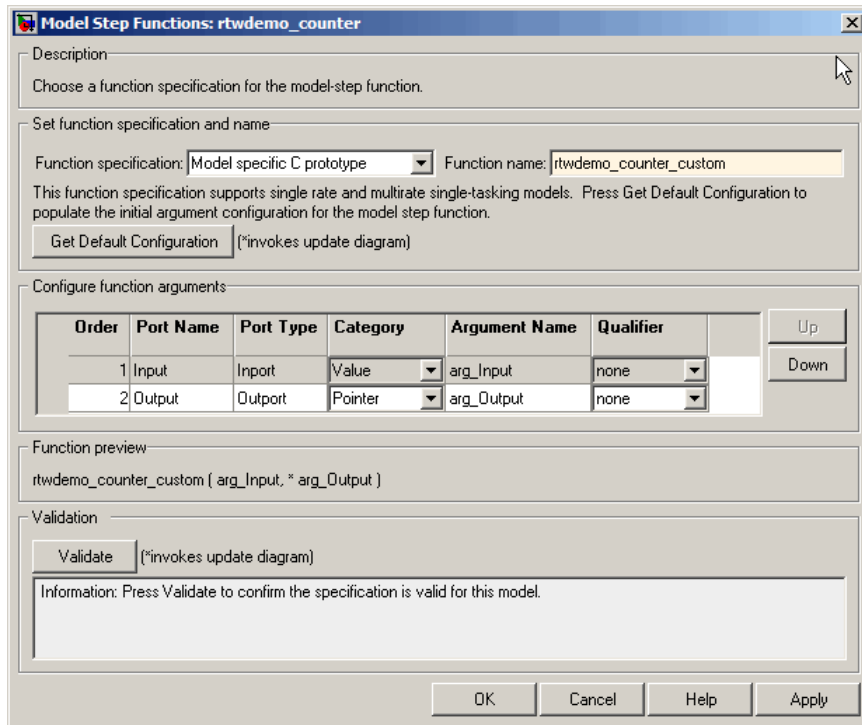 Model Step Functions: rtwdemo_counter
Description
Choose a function specification for the model-step function.
Set function specification and name
Function specification: Model specific C prototype Function name: rtwdemo_counter_custom
This function specification supports single rate and multirate single-tasking models. Press Get Default Configuration to
populate the initial argument configuration for the model step function.
Get Default Configuration (*invokes update diagram)
Configure function arguments
Order Port Name Port Type Category Argument Name Qualifier Up
1 Input Inport Value arg_Input none Down
2 Output Outport Pointer arg_Output none
Function preview
rtwdemo_counter_custom ( arg_Input, * arg_Output )
Validation
Validate (*invokes update diagram)
Information: Press Validate to confirm the specification is valid for this model.
OK Cancel Help Apply